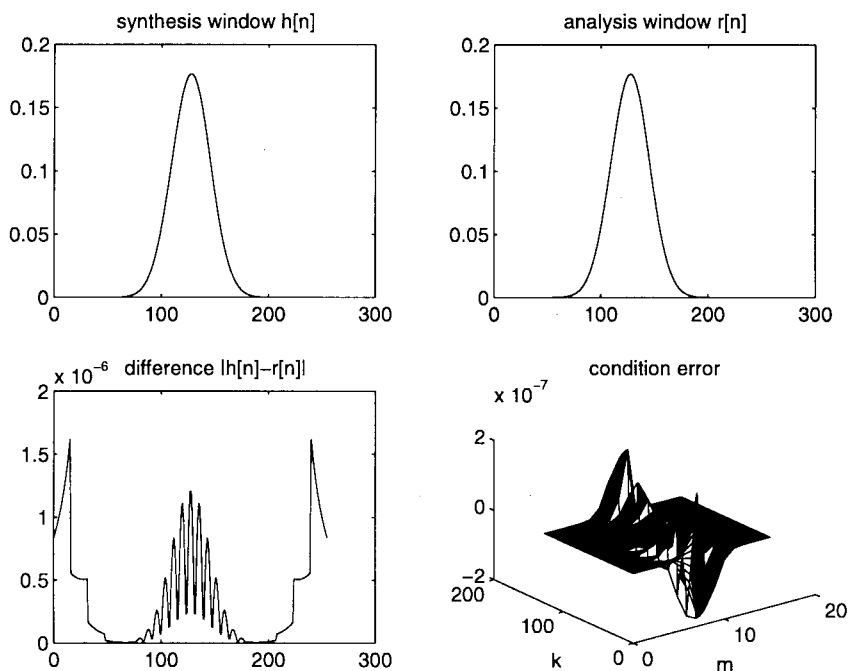 synthesis window h[n]
0.2
0.15
0.1
0.05
0
0 100 200 300
analysis window r[n]
0.2
0.15
0.1
0.05
0
0 100 200 300
x 10⁻⁶ difference |h[n]−r[n]|
2
1.5
1
0.5
0
0 100 200 300
condition error
x 10⁻⁷
2
0
−2
200
100
0
k
0
10
20
m